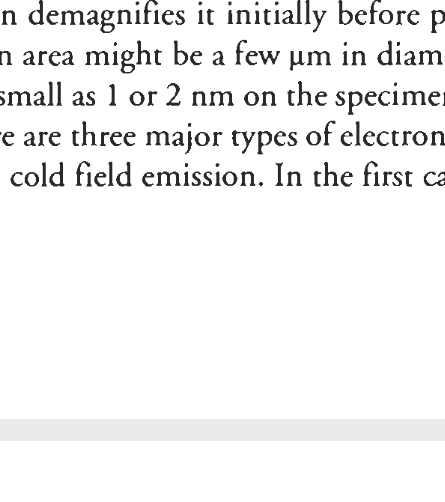 n demagnifies it initially before p
n area might be a few µm in diam
small as 1 or 2 nm on the specime
e are three major types of electron
cold field emission. In the first ca